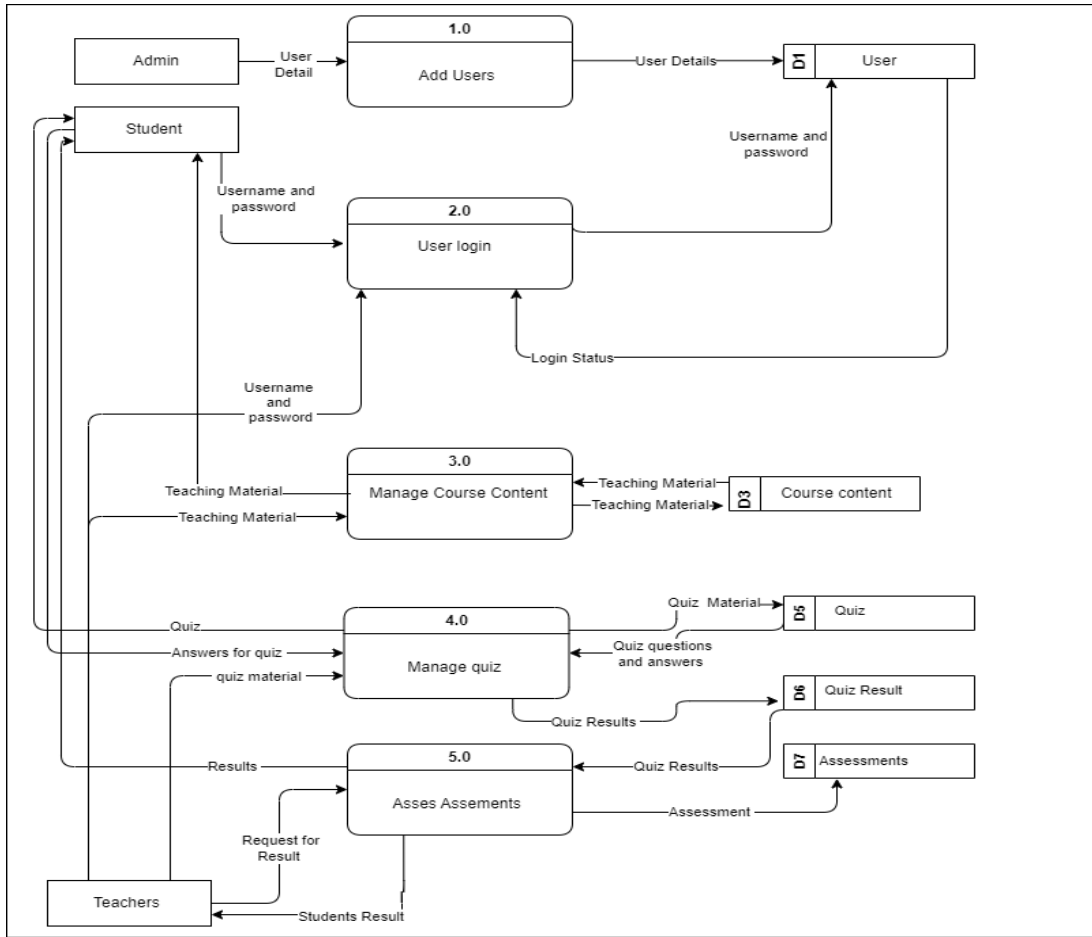 1.0
Admin
User
Detail
Add Users
User Details
D1
User
Student
Username and
password
Username and
password
2.0
User login
Login Status
Username
and
password
3.0
Manage Course Content
Teaching Material
Teaching Material
Teaching Material
Teaching Material
D3
Course content
Quiz
4.0
Quiz Material
D5
Quiz
Answers for quiz
Manage quiz
Quiz questions
and answers
quiz material
D6
Quiz Result
Quiz Results
5.0
Results
Quiz Results
D7
Assessments
Asses Assements
Assessment
Request for
Result
Teachers
Students Result